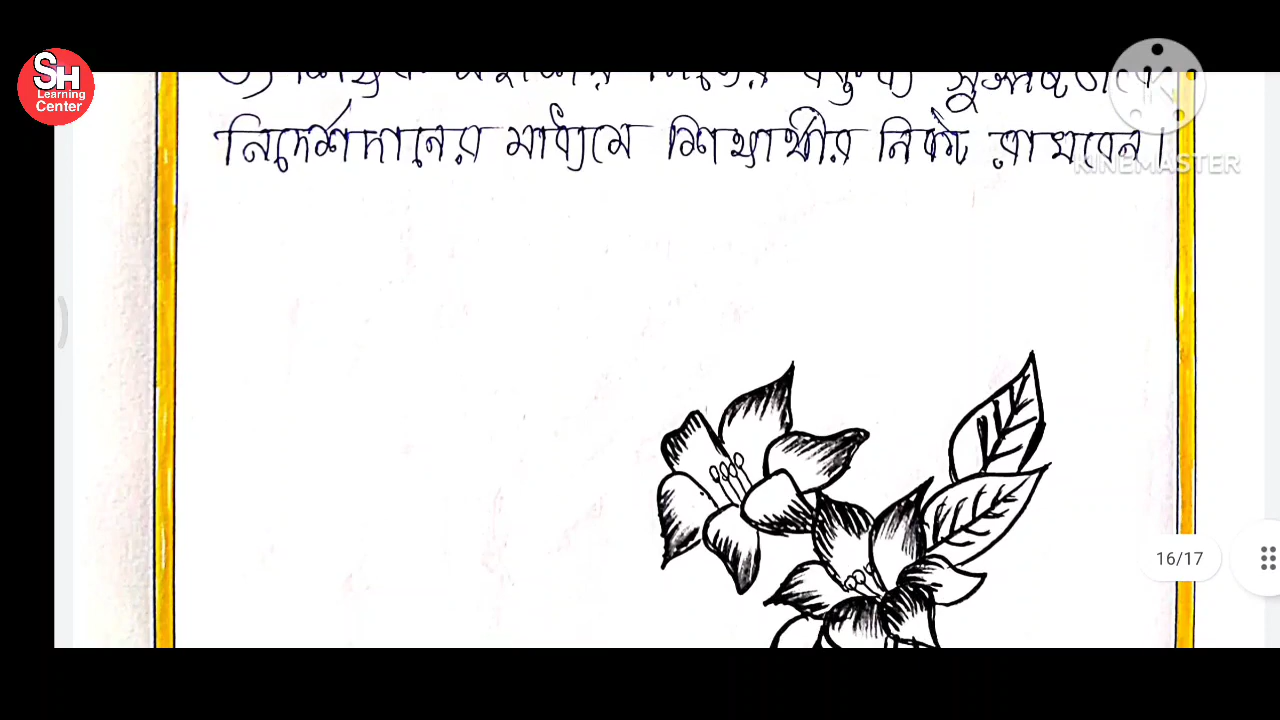 SH
Learning
Center
নির্দেশদানের মাধ্যমে শিক্ষার্থীর নিকট রাখবেন।
KINEMASTER
16/17